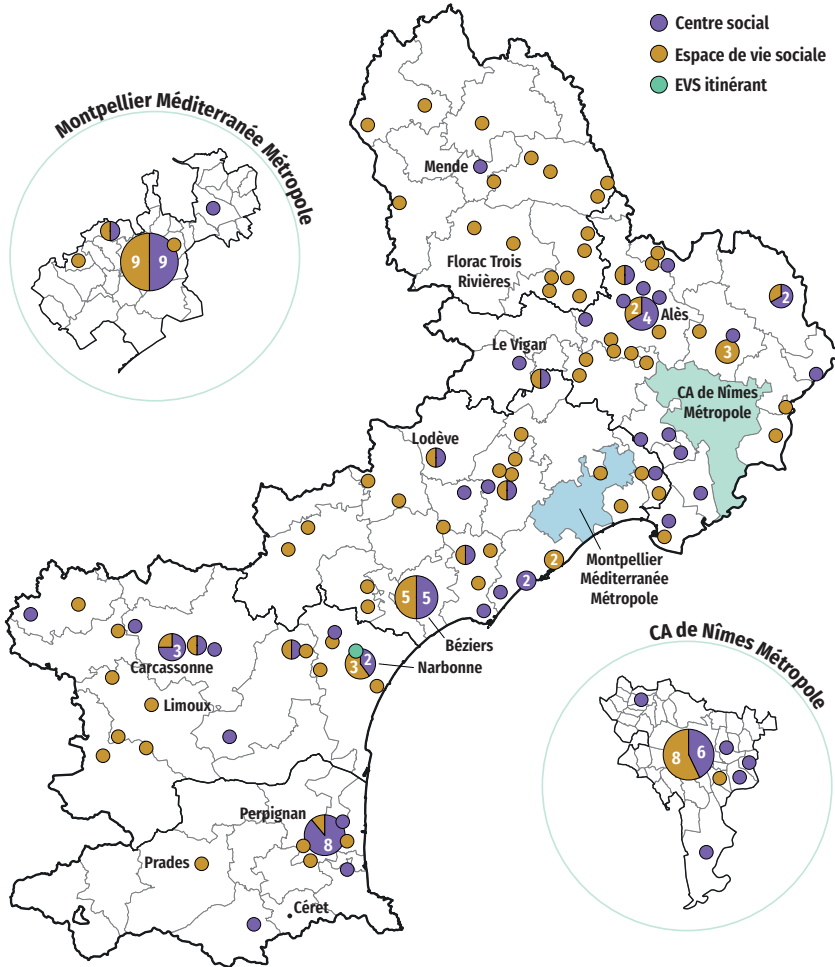 Centre social
Espace de vie sociale
EVS itinérant
Montpellier Méditerranée Métropole
9
9
Mende
Florac Trois
Rivières
2
2
4
Alès
3
Le Vigan
CA de Nîmes
Métropole
Lodève
2
2
Montpellier
Méditerranée
Métropole
5
5
Béziers
3
Carcassonne
2
3
Narbonne
Limoux
CA de Nîmes Métropole
8
6
Perpignan
8
Prades
Céret